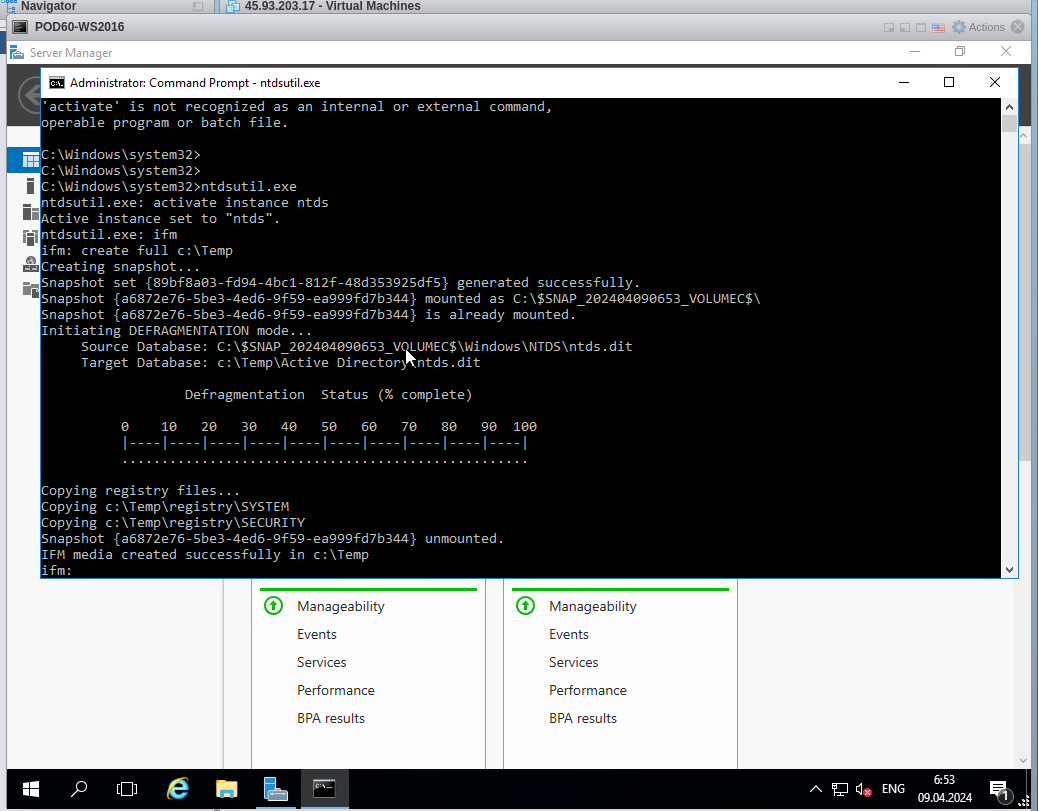 Navigator
45.93.203.17 - Virtual Machines
POD60-WS2016
Actions
Server Manager
Administrator: Command Prompt - ntdsutil.exe
'activate' is not recognized as an internal or external command,
operable program or batch file.
C:\Windows\system32>
C:\Windows\system32>
C:\Windows\system32>ntdsutil.exe
ntdsutil.exe: activate instance ntds
Active instance set to "ntds".
ntdsutil.exe: ifm
ifm: create full c:\Temp
Creating snapshot...
Snapshot set {89bf8a03-fd94-4bc1-812f-48d353925df5} generated successfully.
Snapshot {a6872e76-5be3-4ed6-9f59-ea999fd7b344} mounted as C:\$SNAP_202404090653_VOLUMEC$\
Snapshot {a6872e76-5be3-4ed6-9f59-ea999fd7b344} is already mounted.
Initiating DEFRAGMENTATION mode...
Source Database: C:\$SNAP_202404090653_VOLUMEC$\Windows\NTDS\ntds.dit
Target Database: c:\Temp\Active Directory\ntds.dit
Defragmentation  Status (% complete)
0    10   20   30   40   50   60   70   80   90  100
|----|----|----|----|----|----|----|----|----|----|
...................................................
Copying registry files...
Copying c:\Temp\registry\SYSTEM
Copying c:\Temp\registry\SECURITY
Snapshot {a6872e76-5be3-4ed6-9f59-ea999fd7b344} unmounted.
IFM media created successfully in c:\Temp
ifm:
Manageability
Events
Services
Performance
BPA results
Manageability
Events
Services
Performance
BPA results
ENG
6:53
09.04.2024
1